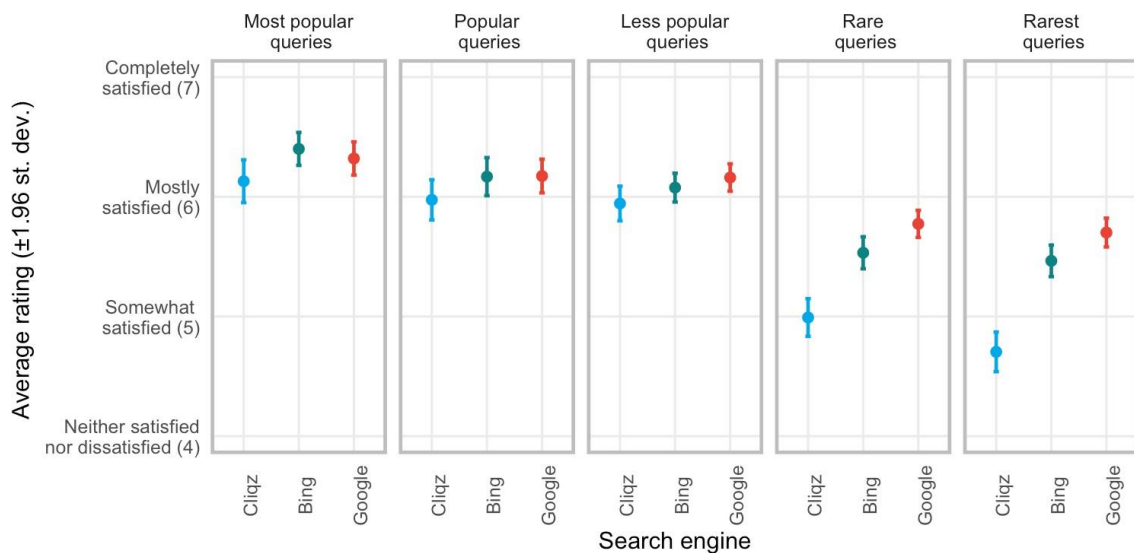 Most popular
queries
Popular
queries
Less popular
queries
Rare
queries
Rarest
queries
Average rating (±1.96 st. dev.)
Completely
satisfied (7)
Mostly
satisfied (6)
Somewhat
satisfied (5)
Neither satisfied
nor dissatisfied (4)
Cliqz
Bing
Google
Cliqz
Bing
Google
Cliqz
Bing
Google
Cliqz
Bing
Google
Cliqz
Bing
Google
Search engine